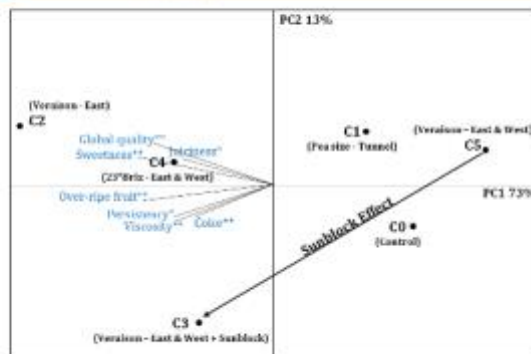 PC2 13%
(Veraison - East)
C2
Global quality**
Juiciness*
Sweetness**
C4
(23°Brix - East & West)
C1
(Pea size - Tunnel)
(Veraison – East & West)
C5
PC1 73%
Over-ripe fruit**
Persistency*
Viscosity**
Color**
Sunblock Effect
C0
(Control)
C3
(Veraison – East & West + Sunblock)